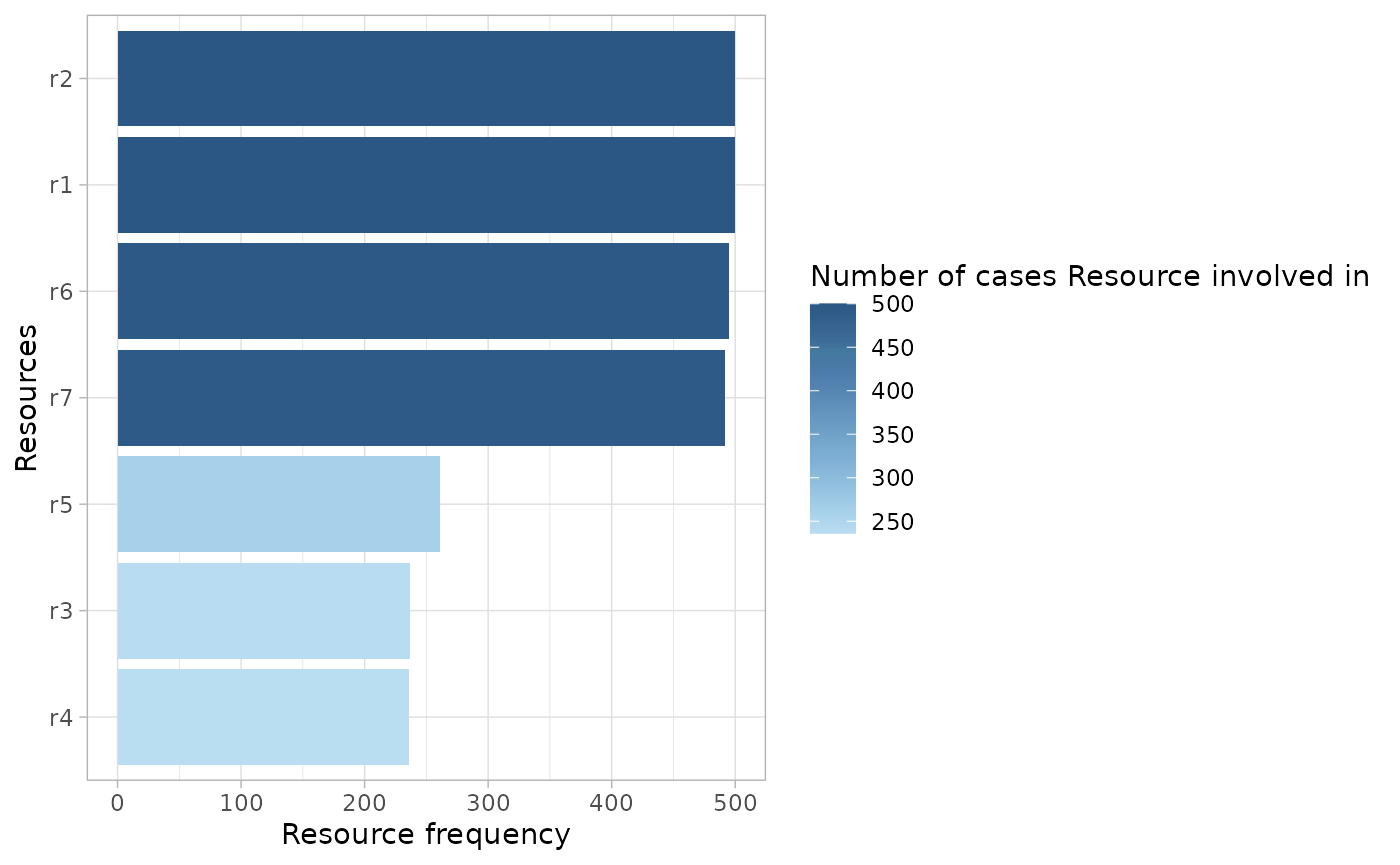 r2
r1
r6
r7
r5
r3
r4
Resources
0 100 200 300 400 500
Resource frequency
Number of cases Resource involved in
500
450
400
350
300
250